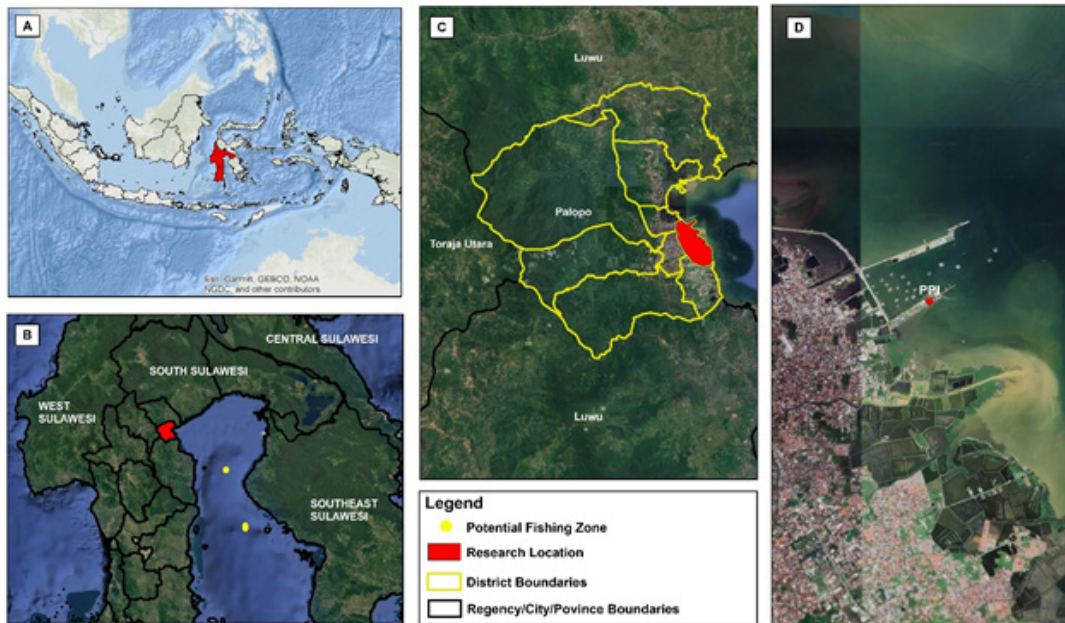 A
Esri, Garmin, GEBCO, NOAA
NGDC, and other contributors
B
CENTRAL SULAWESI
SOUTH SULAWESI
WEST
SULAWESI
SOUTHEAST
SULAWESI
C
Luwu
Palopo
Toraja Utara
Luwu
Legend
Potential Fishing Zone
Research Location
District Boundaries
Regency/City/Povince Boundaries
D
PPI